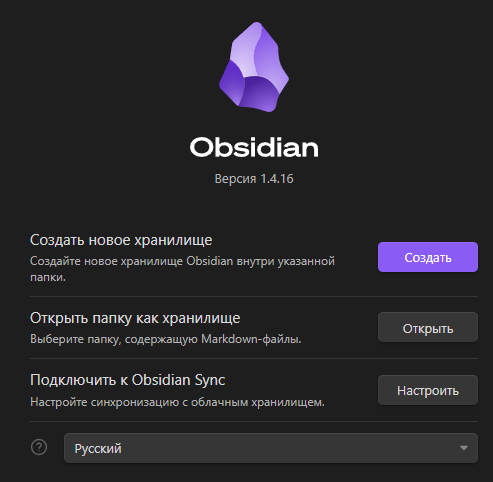 Obsidian
Версия 1.4.16
Создать новое хранилище
Создайте новое хранилище Obsidian внутри указанной
папки.
Создать
Открыть папку как хранилище
Выберите папку, содержащую Markdown-файлы.
Открыть
Подключить к Obsidian Sync
Настройте синхронизацию с облачным хранилищем.
Настроить
?
Русский